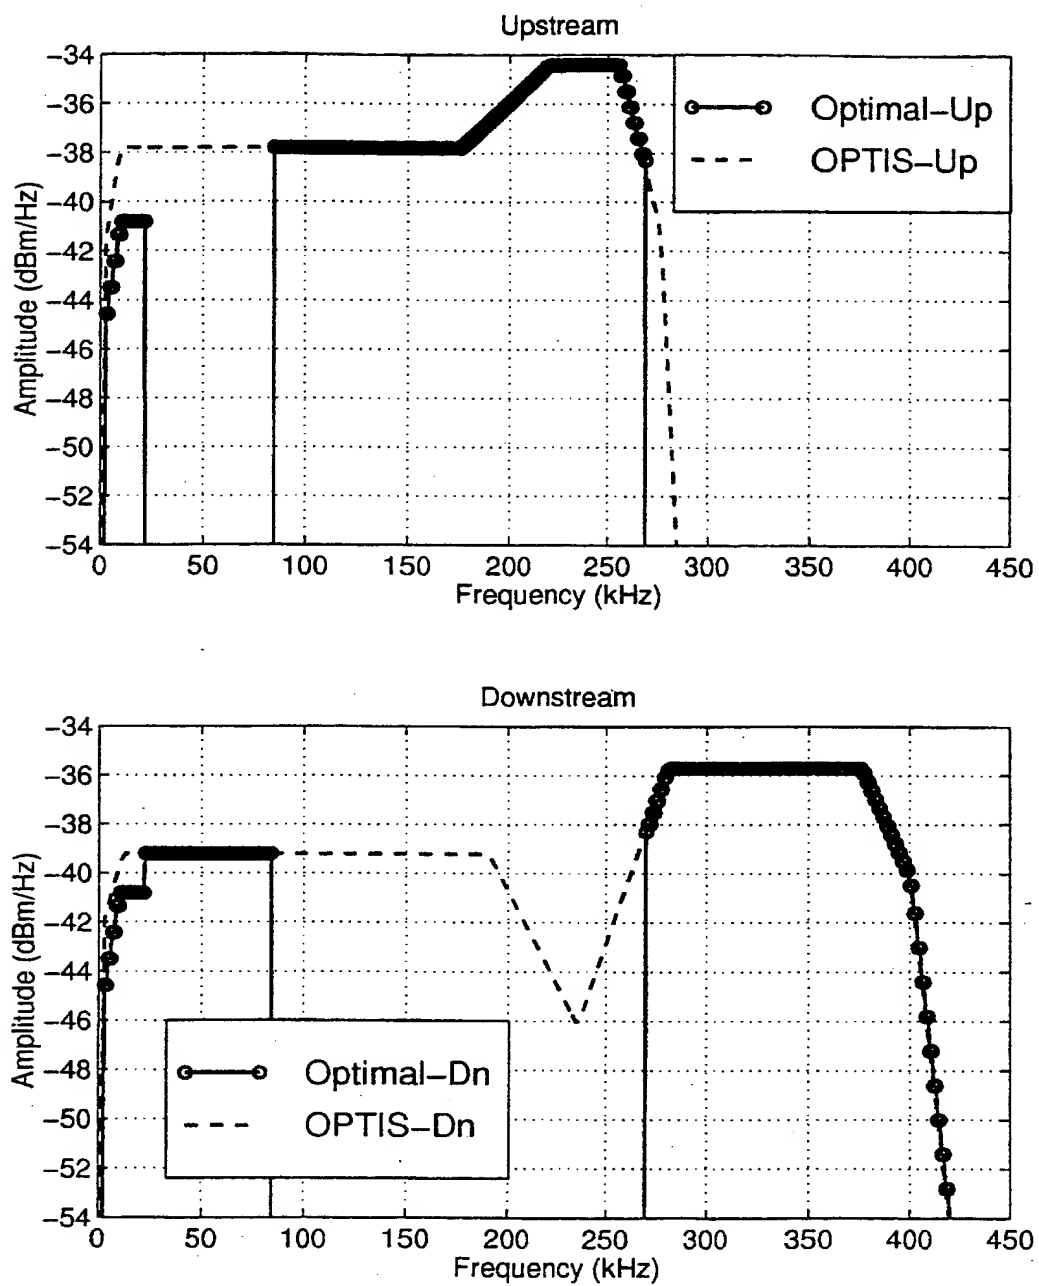 Upstream
−34
−36
−38
−40
−42
−44
−46
−48
−50
−52
−54
Amplitude (dBm/Hz)
Optimal−Up
OPTIS−Up
0 50 100 150 200 250 300 350 400 450
Frequency (kHz)
Downstream
−34
−36
−38
−40
−42
−44
−46
−48
−50
−52
−54
Amplitude (dBm/Hz)
Optimal−Dn
OPTIS−Dn
0 50 100 150 200 250 300 350 400 450
Frequency (kHz)